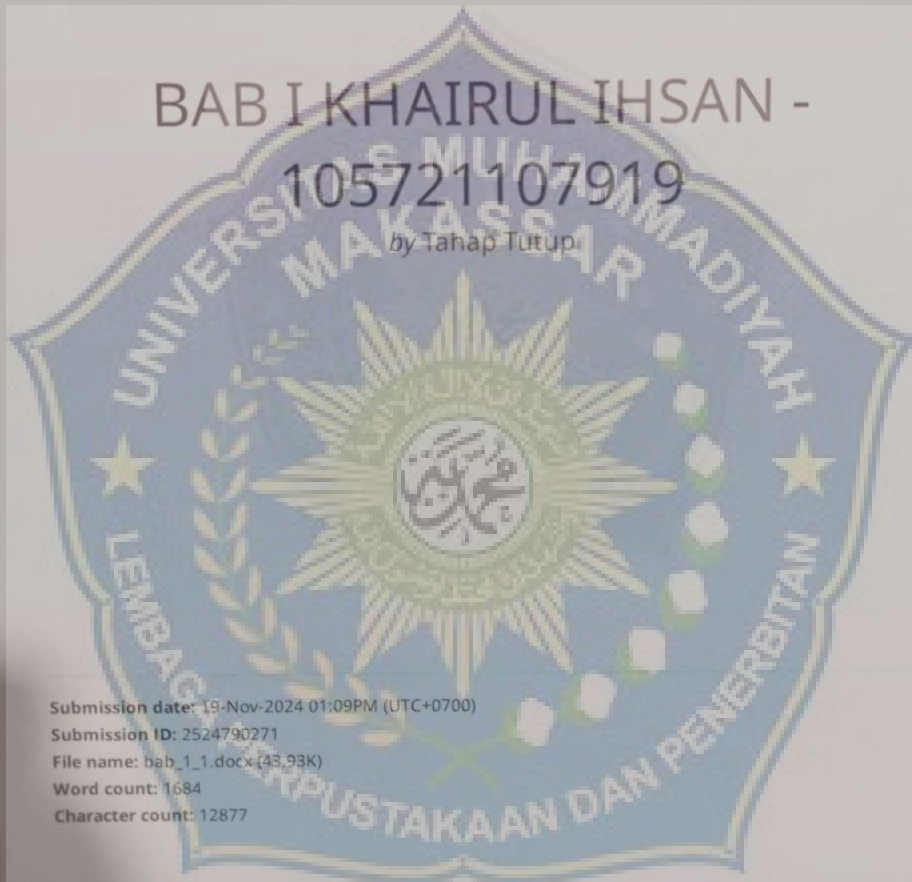 BAB I KHAIRUL IHSAN -
105721107919
by Tahap Tutup
UNIVERSITAS MUHAMMADIYAH
MAKASSAR
محمد
LEMBAGA PERPUSTAKAAN DAN PENERBITAN
Submission date: 19-Nov-2024 01:09PM (UTC+0700)
Submission ID: 2524790271
File name: bab_1_1.docx (43.93K)
Word count: 1684
Character count: 12877